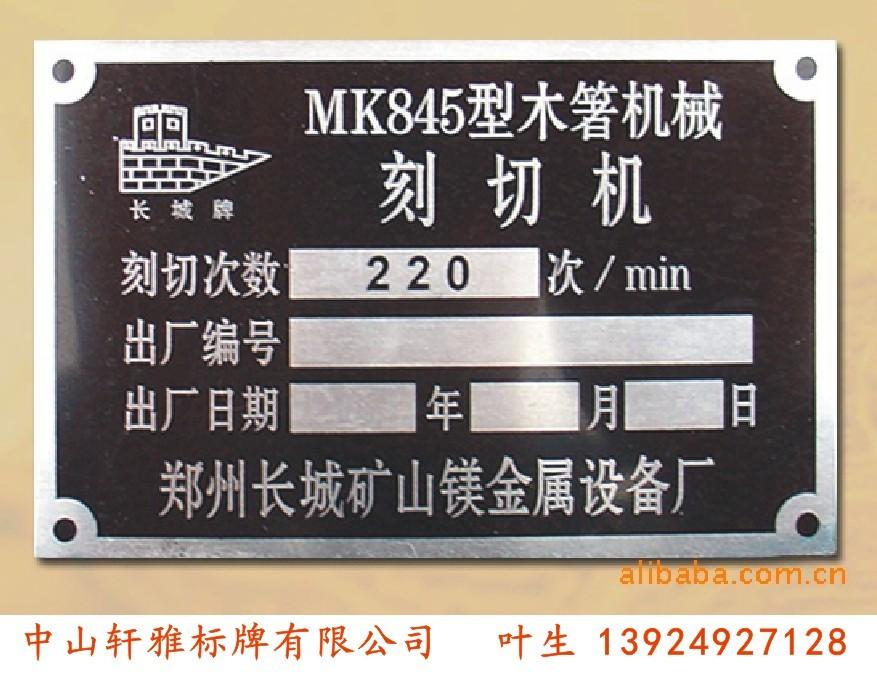 MK845型木箸机械
刻切机
长城牌
刻切次数 220 次/min
出厂编号
出厂日期 年 月 日
郑州长城矿山镁金属设备厂
alibaba.com.cn
中山轩雅标牌有限公司 叶生 13924927128